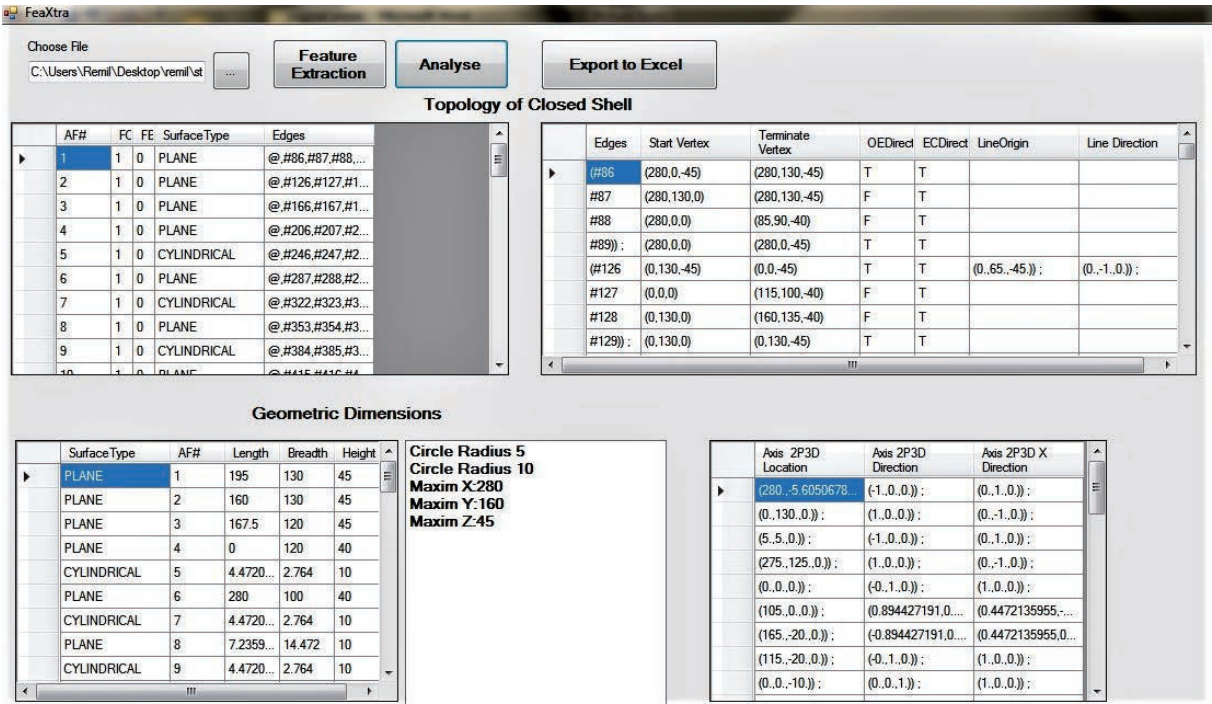 FeaXtra
Choose File
C:\Users\Remil\Desktop\remil\st
...
Feature Extraction
Analyse
Export to Excel
Topology of Closed Shell
AF# FC FE SurfaceType Edges
1 1 0 PLANE @,#86,#87,#88,...
2 1 0 PLANE @,#126,#127,#1...
3 1 0 PLANE @,#166,#167,#1...
4 1 0 PLANE @,#206,#207,#2...
5 1 0 CYLINDRICAL @,#246,#247,#2...
6 1 0 PLANE @,#287,#288,#2...
7 1 0 CYLINDRICAL @,#322,#323,#3...
8 1 0 PLANE @,#353,#354,#3...
9 1 0 CYLINDRICAL @,#384,#385,#3...
10 1 0 PLANE @,#415,#416,#4...
Edges Start Vertex Terminate Vertex OEDirect ECDirect LineOrigin Line Direction
(#86 (280,0,-45) (280,130,-45) T T
#87 (280,130,0) (280,130,-45) F T
#88 (280,0,0) (85,90,-40) F T
#89)) ; (280,0,0) (280,0,-45) T T
(#126 (0,130,-45) (0,0,-45) T T (0.,65.,-45.)) ; (0.,-1.,0.)) ;
#127 (0,0,0) (115,100,-40) F T
#128 (0,130,0) (160,135,-40) F T
#129)) ; (0,130,0) (0,130,-45) T T
Geometric Dimensions
SurfaceType AF# Length Breadth Height
PLANE 1 195 130 45
PLANE 2 160 130 45
PLANE 3 167.5 120 45
PLANE 4 0 120 40
CYLINDRICAL 5 4.4720... 2.764 10
PLANE 6 280 100 40
CYLINDRICAL 7 4.4720... 2.764 10
PLANE 8 7.2359... 14.472 10
CYLINDRICAL 9 4.4720... 2.764 10
Circle Radius 5
Circle Radius 10
Maxim X:280
Maxim Y:160
Maxim Z:45
Axis 2P3D Location Axis 2P3D Direction Axis 2P3D X Direction
(280.,-5.6050678... (-1.,0.,0.)) ; (0.,1.,0.)) ;
(0.,130.,0.)) ; (1.,0.,0.)) ; (0.,-1.,0.)) ;
(5.,5.,0.)) ; (-1.,0.,0.)) ; (0.,1.,0.)) ;
(275.,125.,0.)) ; (1.,0.,0.)) ; (0.,-1.,0.)) ;
(0.,0.,0.)) ; (-0.,1.,0.)) ; (1.,0.,0.)) ;
(105.,0.,0.)) ; (0.894427191,0.... (0.4472135955,-...
(165.,-20.,0.)) ; (-0.894427191,0.... (0.4472135955,0...
(115.,-20.,0.)) ; (-0.,1.,0.)) ; (1.,0.,0.)) ;
(0.,0.,-10.)) ; (0.,0.,1.)) ; (1.,0.,0.)) ;